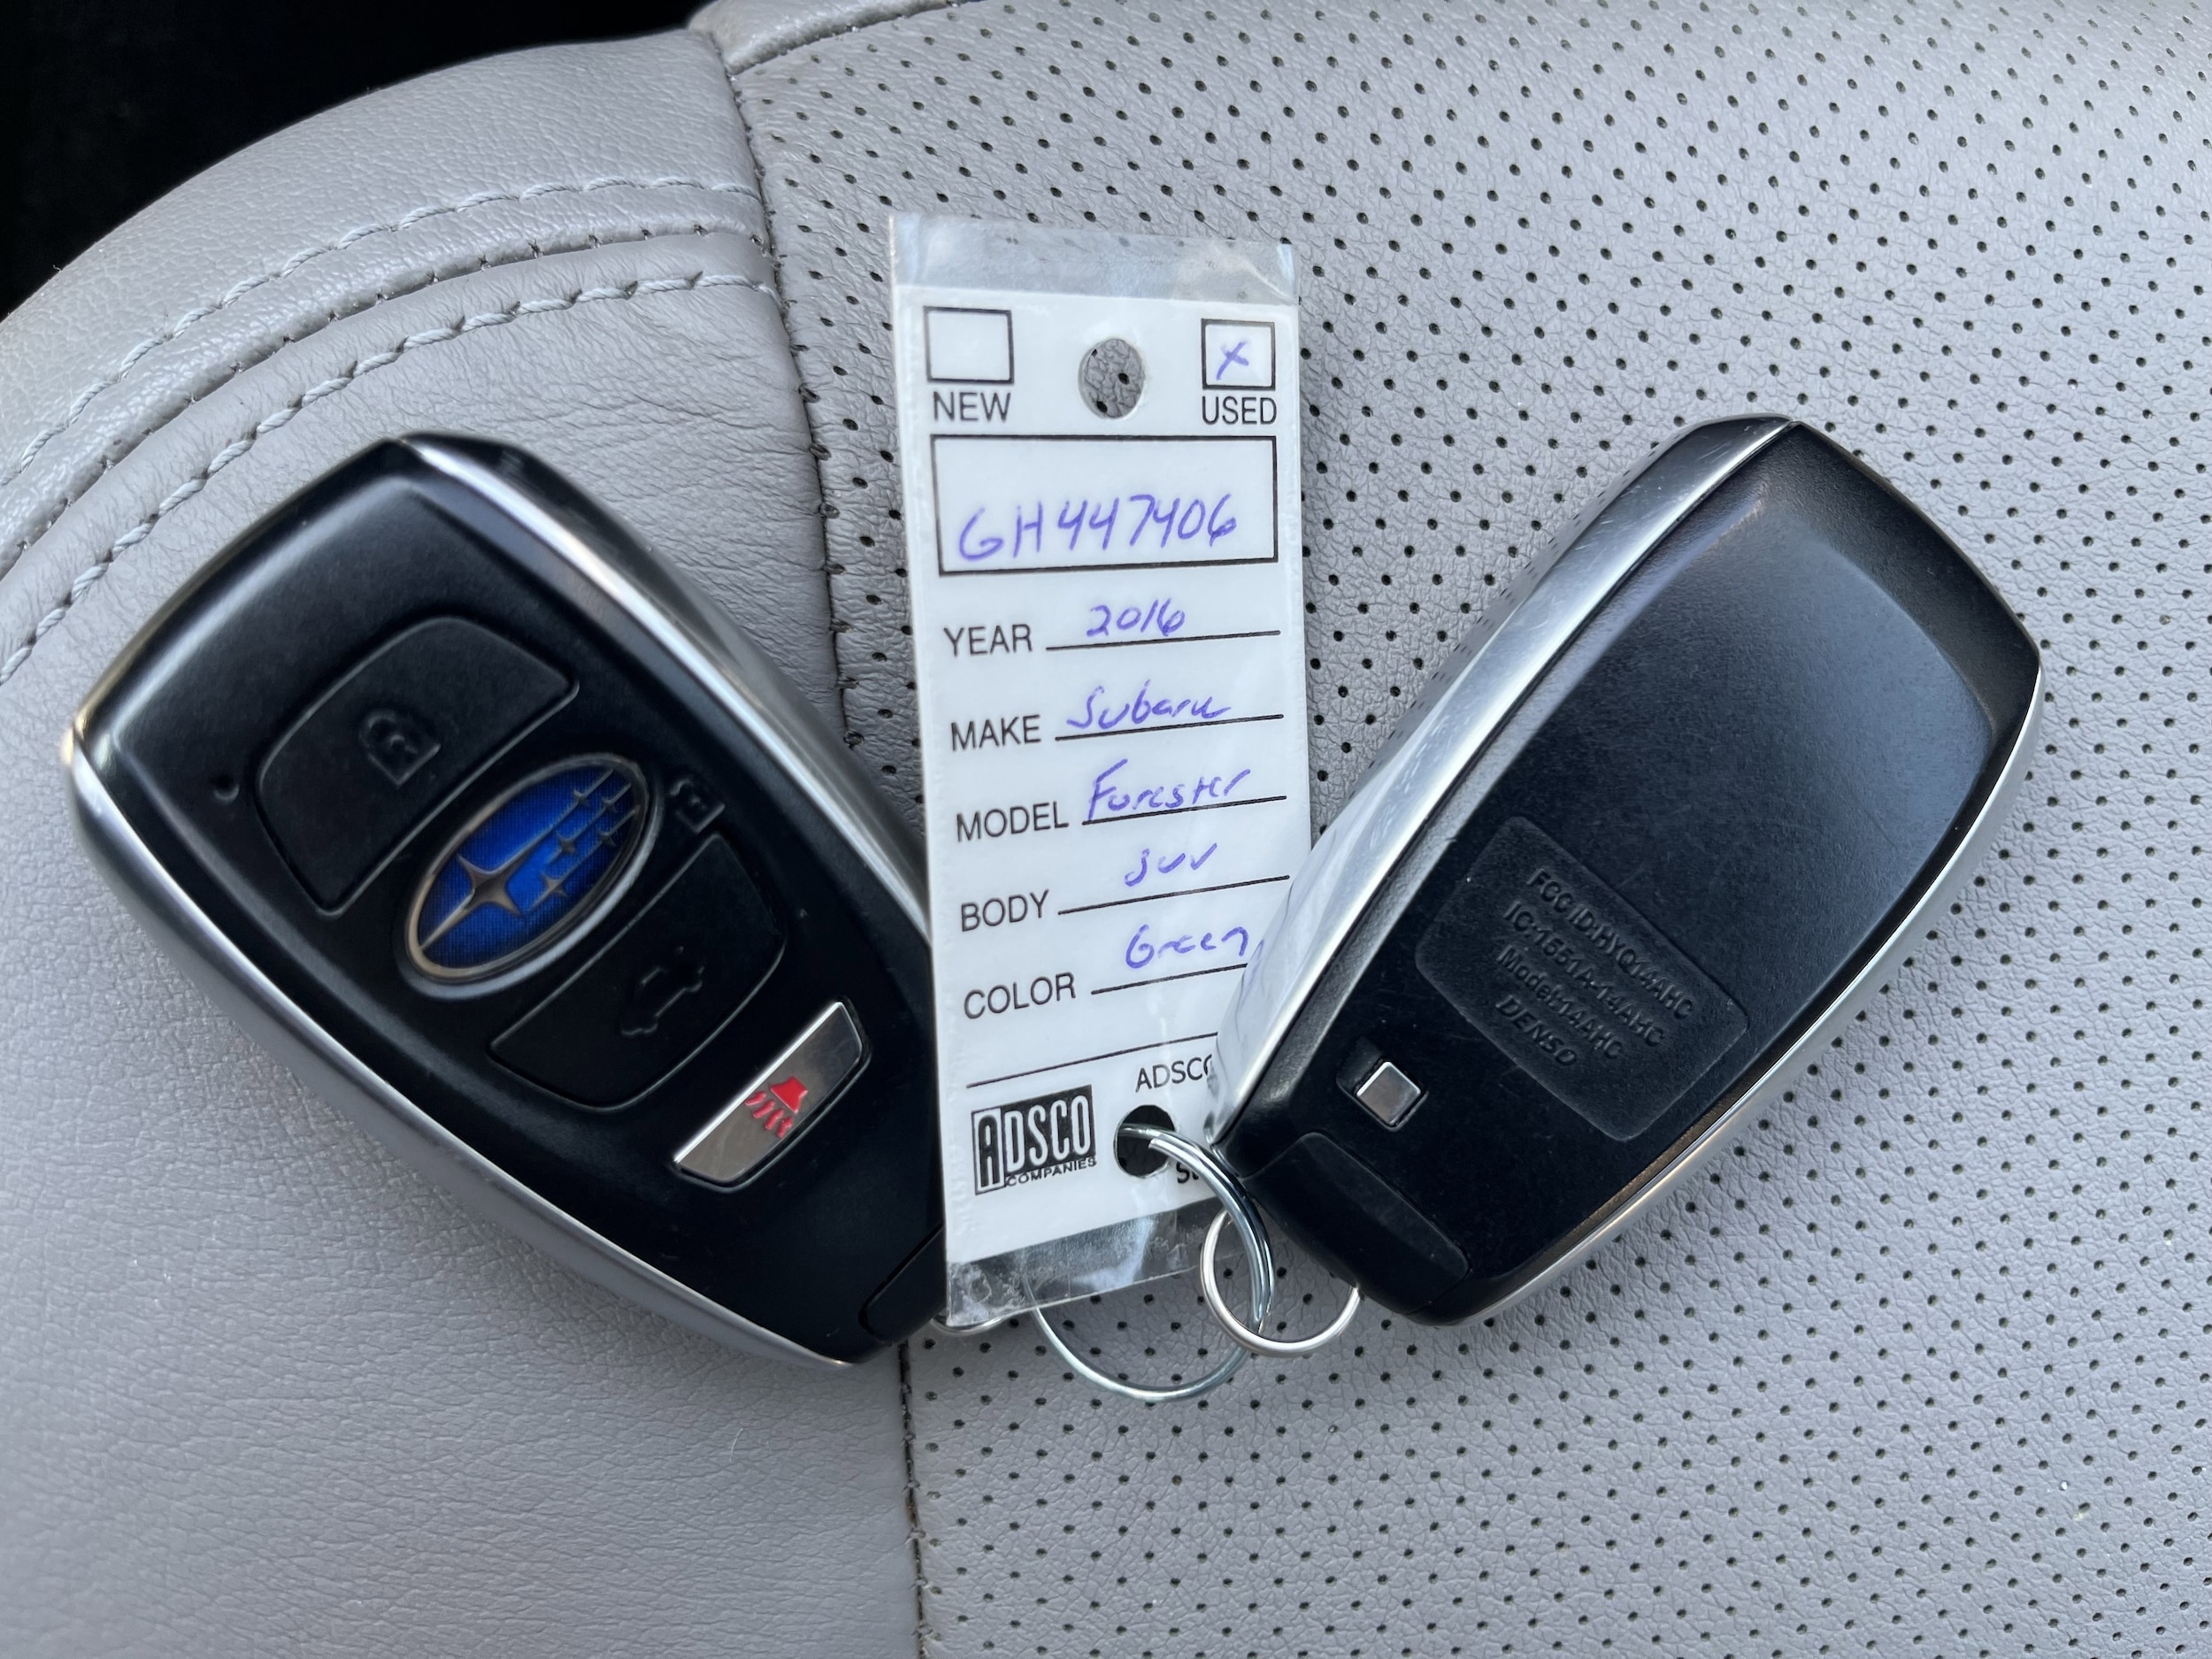 NEW USED
X
GH447406
YEAR 2016
MAKE Subaru
MODEL Forester
BODY SUV
COLOR Green
ADSCO
ADSCO
COMPANIES
FCC ID:HYQ14AHC
IC:1551A-14AHC
Model:14AHC
DENSO